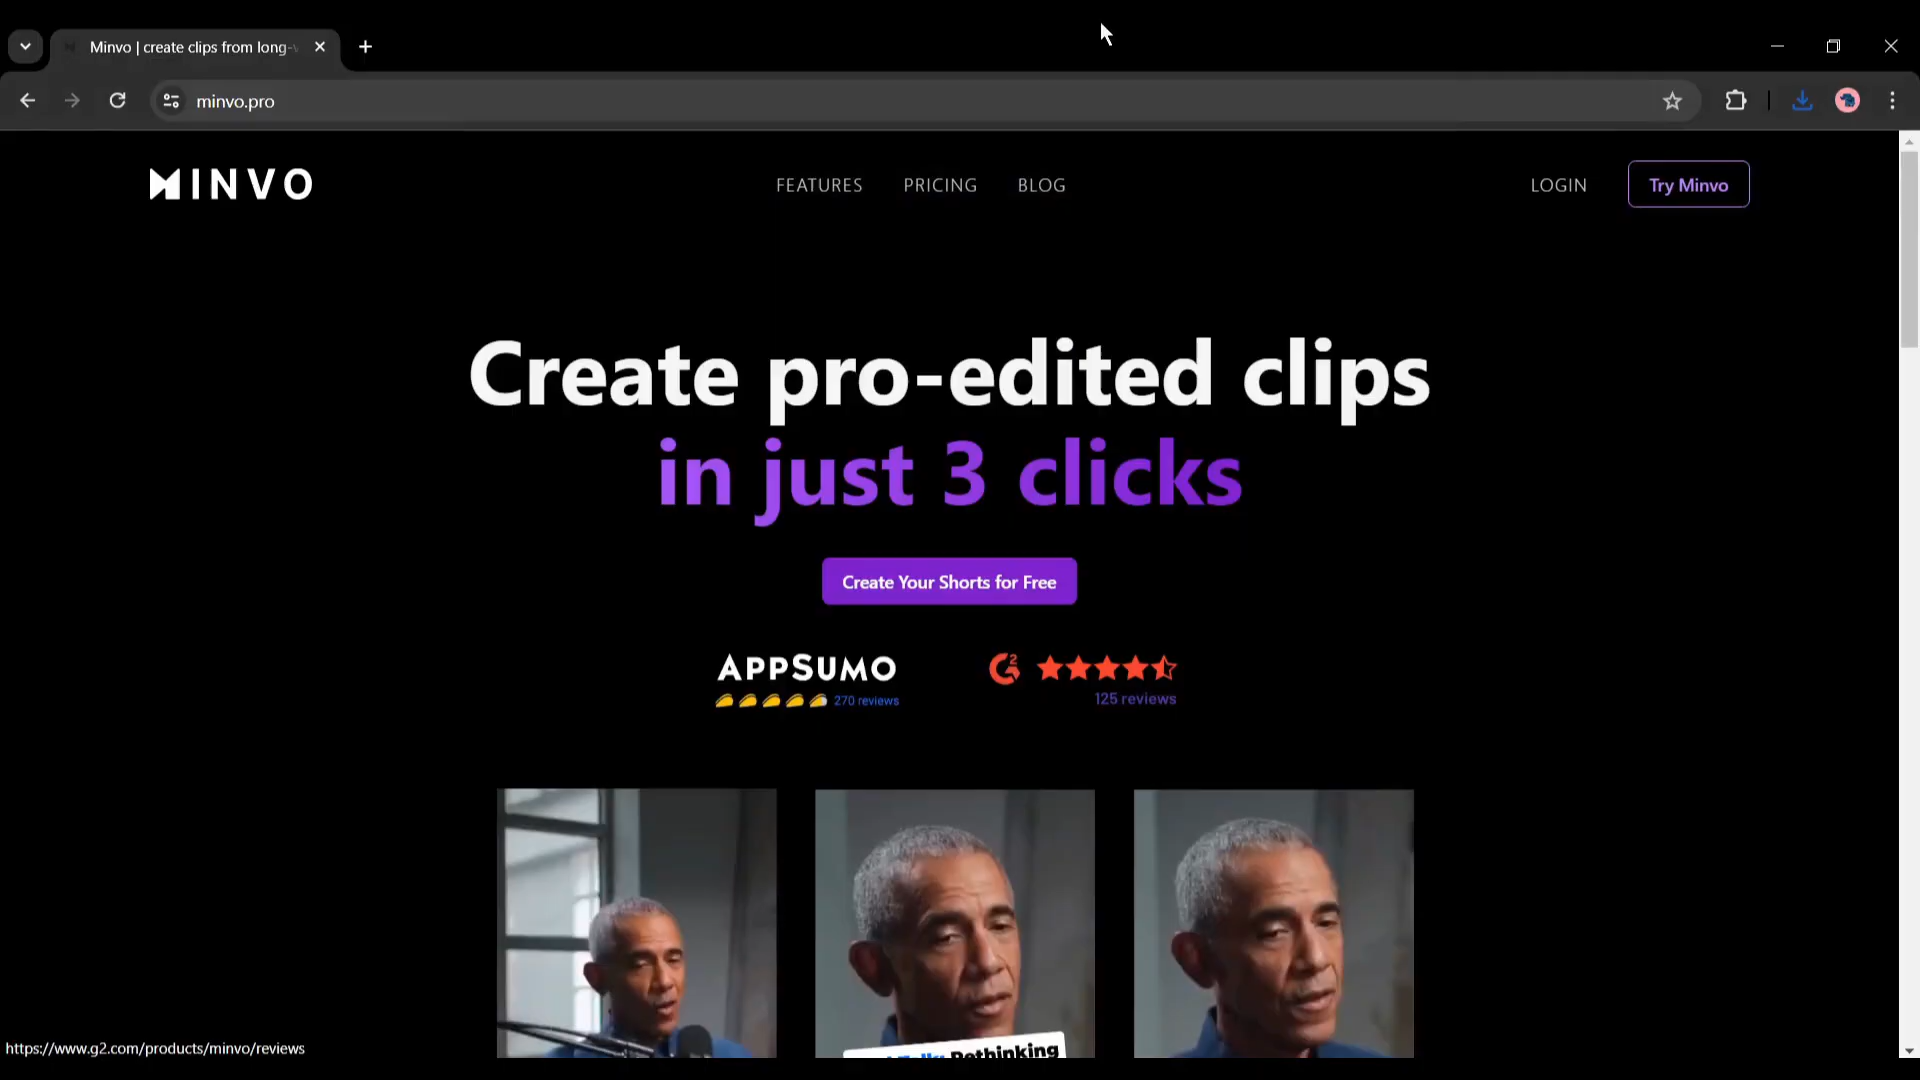 Minvo | create clips from long-v
minvo.pro
MINVO
FEATURES
PRICING
BLOG
LOGIN
Try Minvo
Create pro-edited clips
in just 3 clicks
Create Your Shorts for Free
APPSUMO
270 reviews
G2
125 reviews
Rethinking
https://www.g2.com/products/minvo/reviews